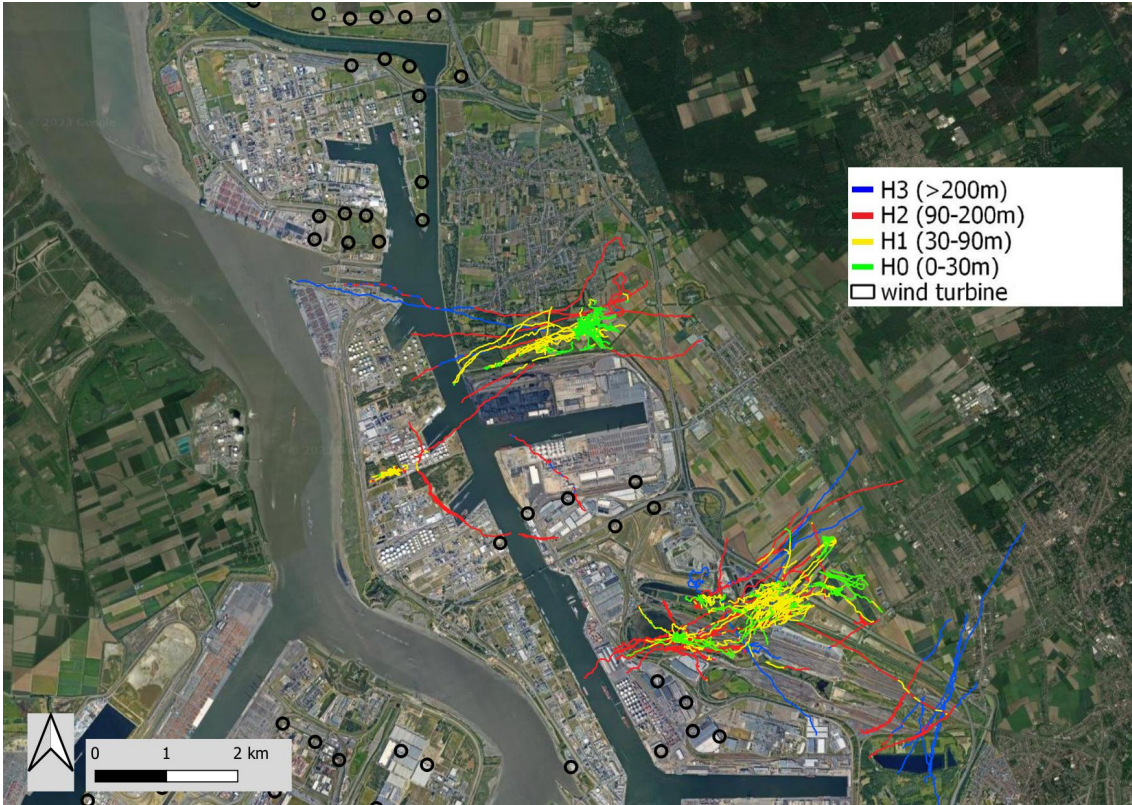 H3 (>200m)
H2 (90-200m)
H1 (30-90m)
H0 (0-30m)
wind turbine
0 1 2 km